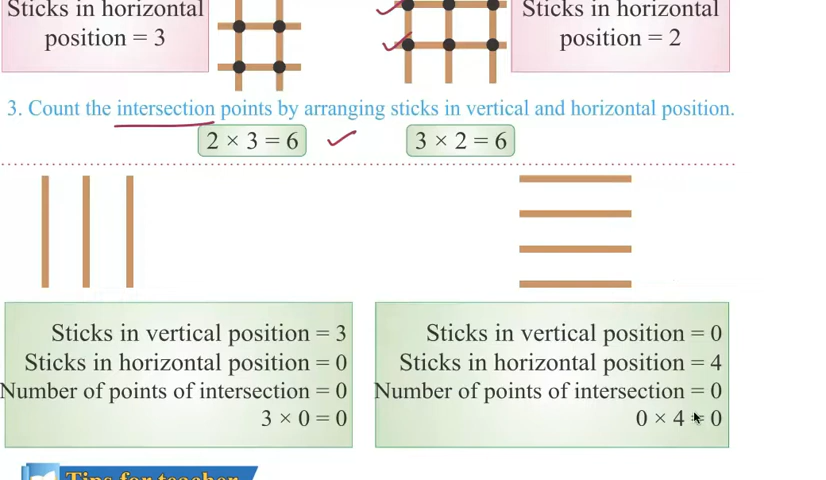 Sticks in horizontal
position = 3
Sticks in horizontal
position = 2
3. Count the intersection points by arranging sticks in vertical and horizontal position.
2 × 3 = 6
3 × 2 = 6
Sticks in vertical position = 3
Sticks in horizontal position = 0
Number of points of intersection = 0
3 × 0 = 0
Sticks in vertical position = 0
Sticks in horizontal position = 4
Number of points of intersection = 0
0 × 4 = 0
Tips for teacher